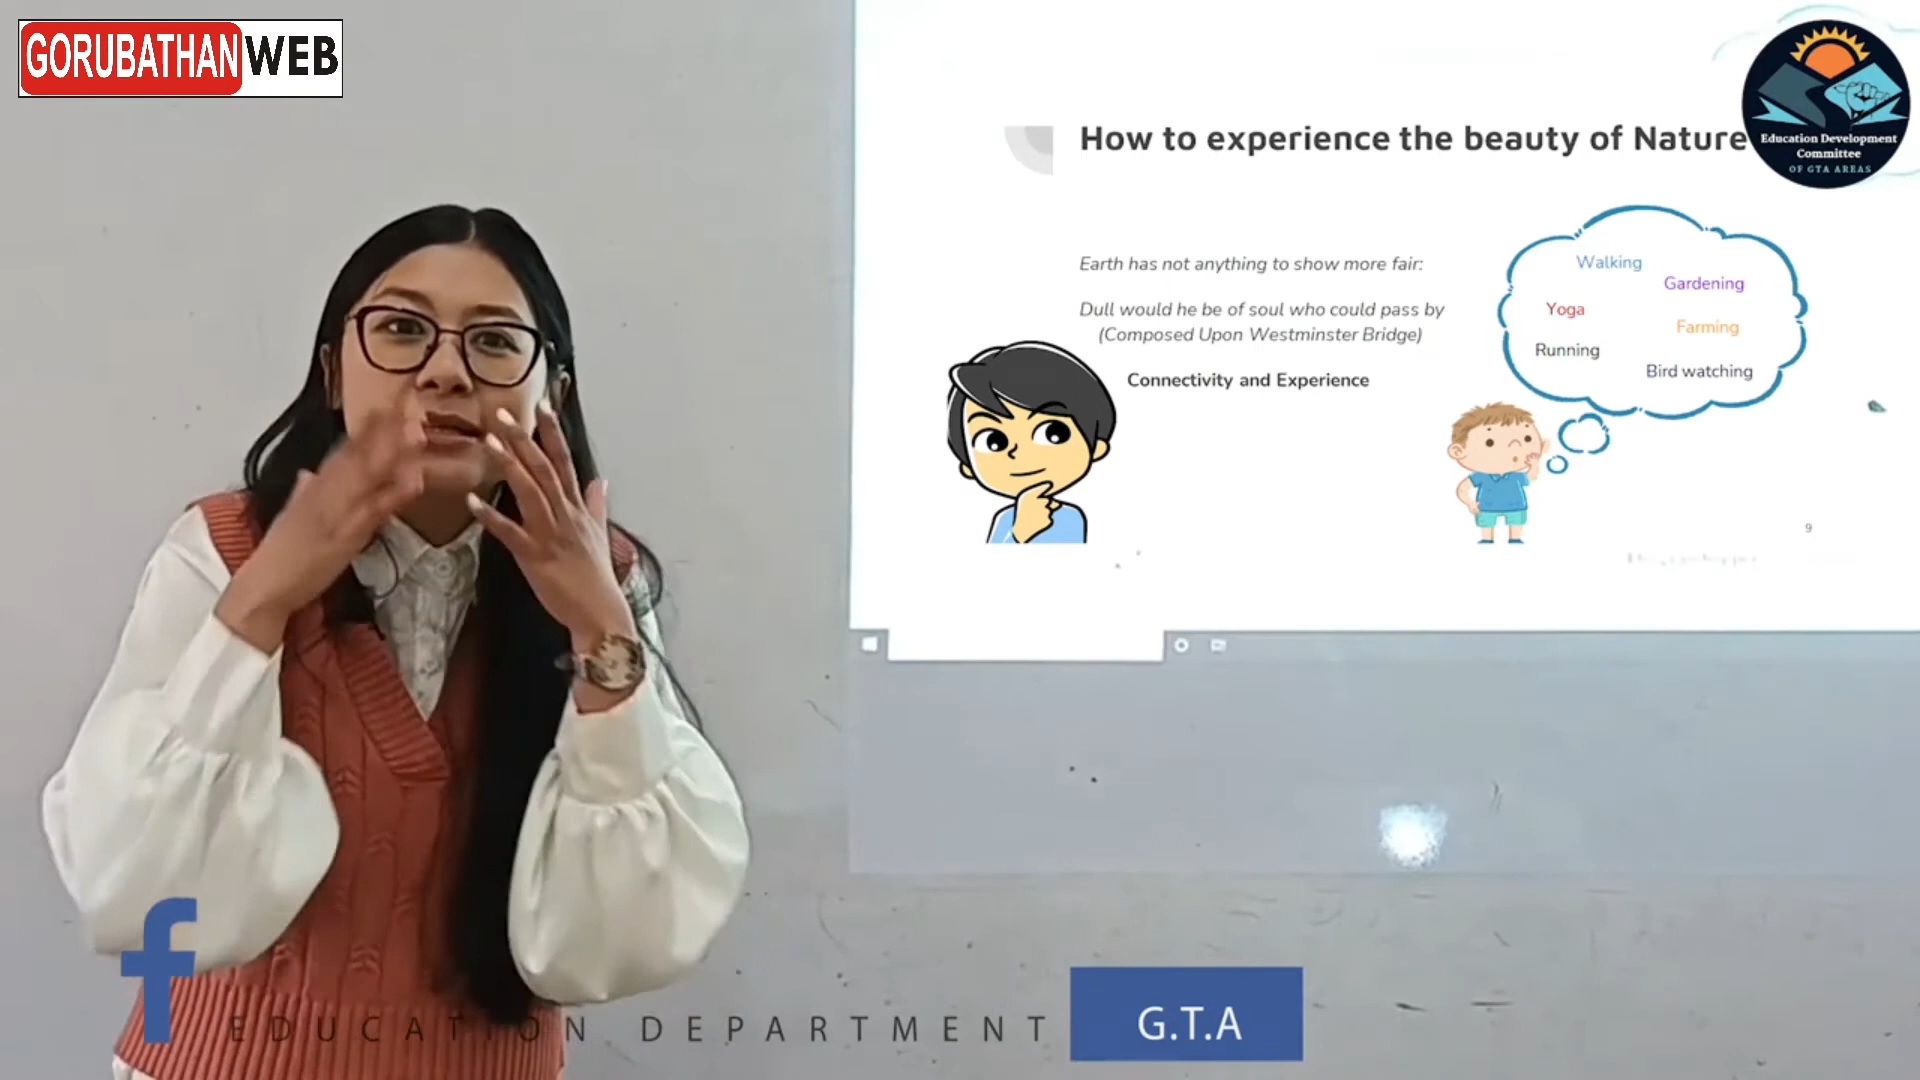 GORUBATHAN WEB
Education Development
Committee
OF GTA AREAS
How to experience the beauty of Nature
Earth has not anything to show more fair:
Dull would he be of soul who could pass by
(Composed Upon Westminster Bridge)
Connectivity and Experience
Walking
Gardening
Yoga
Farming
Running
Bird watching
9
f
EDUCATION DEPARTMENT
G.T.A